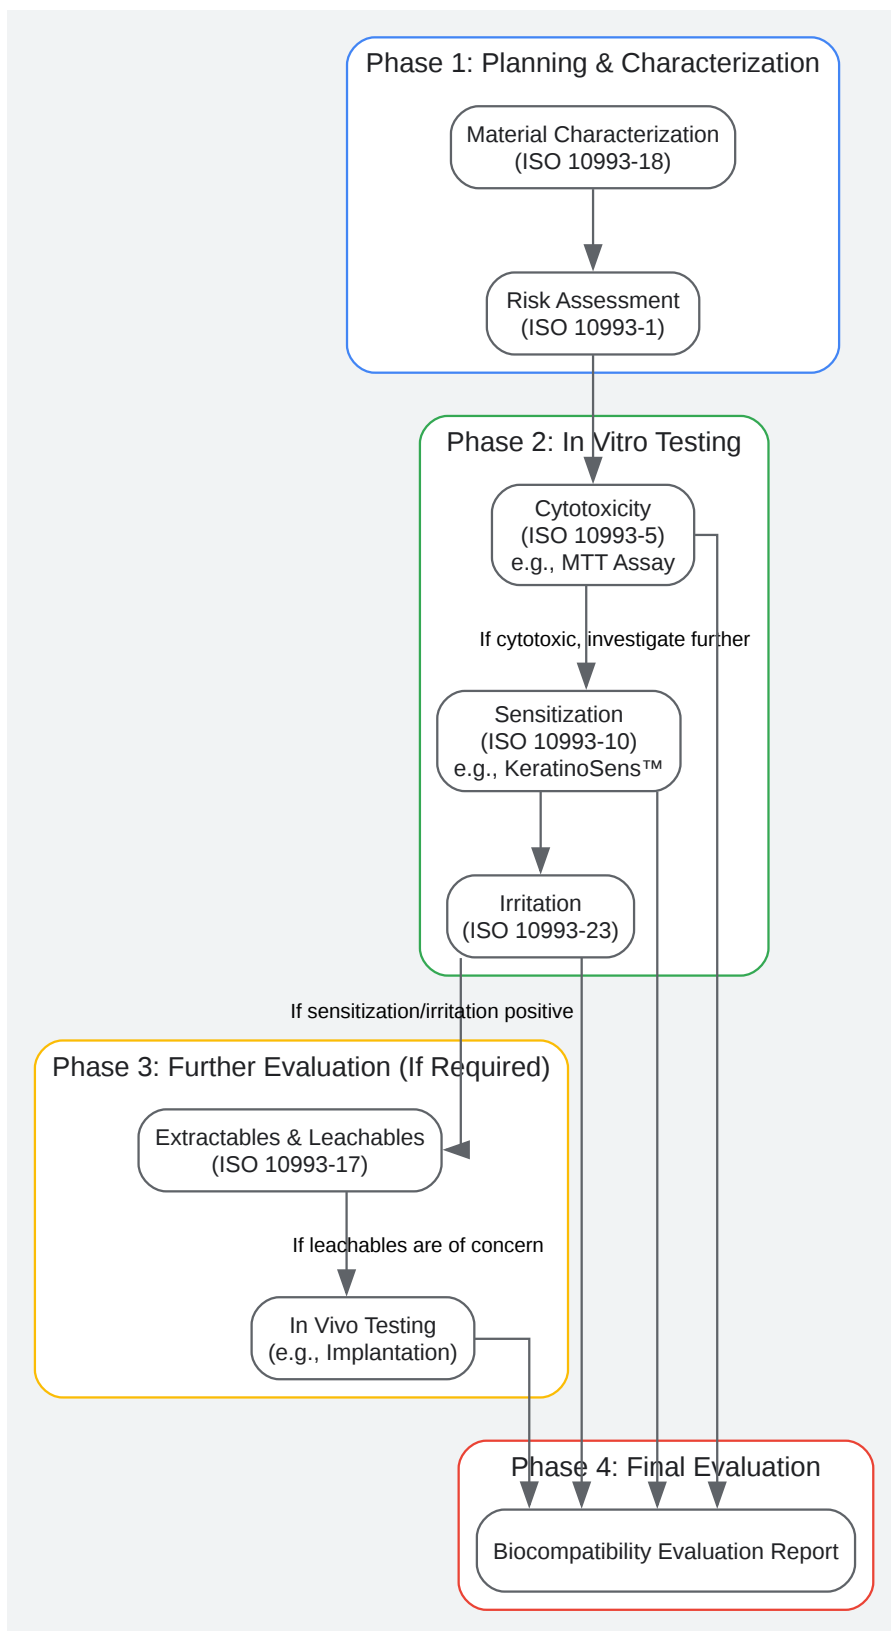 Phase 1: Planning & Characterization
Material Characterization
(ISO 10993-18)
Risk Assessment
(ISO 10993-1)
Phase 2: In Vitro Testing
Cytotoxicity
(ISO 10993-5)
e.g., MTT Assay
If cytotoxic, investigate further
Sensitization
(ISO 10993-10)
e.g., KeratinoSens™
Irritation
(ISO 10993-23)
If sensitization/irritation positive
Phase 3: Further Evaluation (If Required)
Extractables & Leachables
(ISO 10993-17)
If leachables are of concern
In Vivo Testing
(e.g., Implantation)
Phase 4: Final Evaluation
Biocompatibility Evaluation Report